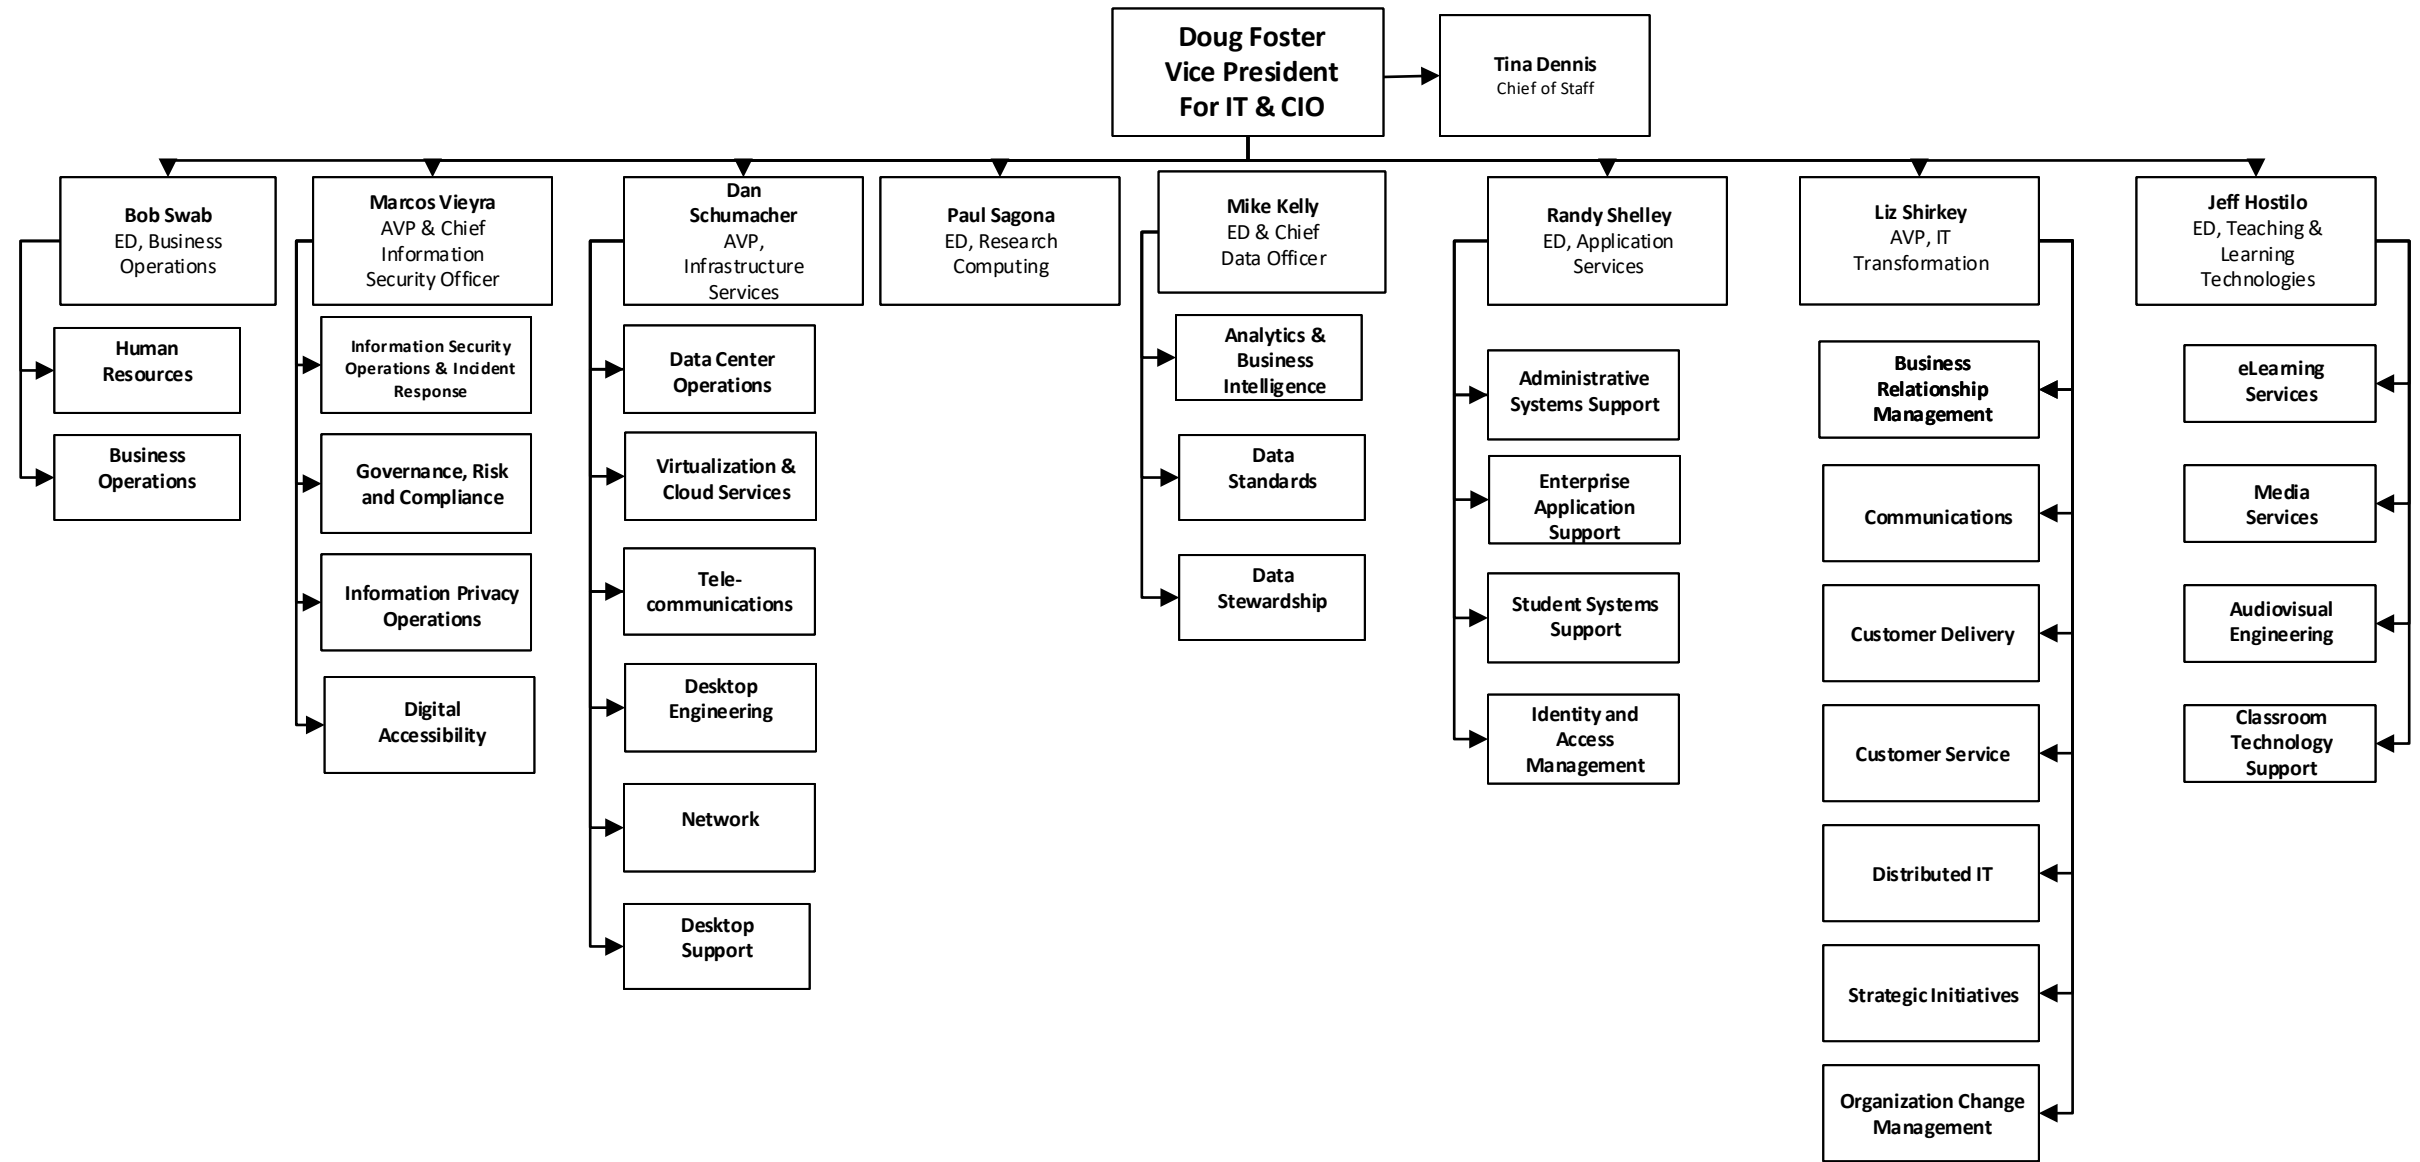 Doug Foster
Vice President
For IT & CIO
Tina Dennis
Chief of Staff
Bob Swab
ED, Business
Operations
Marcos Vieyra
AVP & Chief
Information
Security Officer
Dan
Schumacher
AVP,
Infrastructure
Services
Paul Sagona
ED, Research
Computing
Mike Kelly
ED & Chief
Data Officer
Randy Shelley
ED, Application
Services
Liz Shirkey
AVP, IT
Transformation
Jeff Hostilo
ED, Teaching &
Learning
Technologies
Human
Resources
Business
Operations
Information Security
Operations & Incident
Response
Governance, Risk
and Compliance
Information Privacy
Operations
Digital
Accessibility
Data Center
Operations
Virtualization &
Cloud Services
Tele-
communications
Desktop
Engineering
Network
Desktop
Support
Analytics &
Business
Intelligence
Data
Standards
Data
Stewardship
Administrative
Systems Support
Enterprise
Application
Support
Student Systems
Support
Identity and
Access
Management
Business
Relationship
Management
Communications
Customer Delivery
Customer Service
Distributed IT
Strategic Initiatives
Organization Change
Management
eLearning
Services
Media
Services
Audiovisual
Engineering
Classroom
Technology
Support